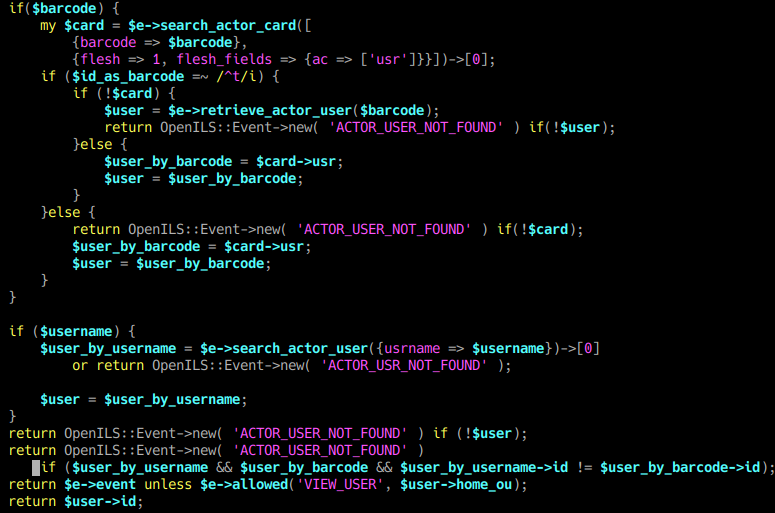 if($barcode) {
    my $card = $e->search_actor_card([
        {barcode => $barcode},
        {flesh => 1, flesh_fields => {ac => ['usr']}}])->[0];
    if ($id_as_barcode =~ /^t/i) {
        if (!$card) {
            $user = $e->retrieve_actor_user($barcode);
            return OpenILS::Event->new( 'ACTOR_USER_NOT_FOUND' ) if(!$user);
        }else {
            $user_by_barcode = $card->usr;
            $user = $user_by_barcode;
        }
    }else {
        return OpenILS::Event->new( 'ACTOR_USER_NOT_FOUND' ) if(!$card);
        $user_by_barcode = $card->usr;
        $user = $user_by_barcode;
    }
}

if ($username) {
    $user_by_username = $e->search_actor_user({usrname => $username})->[0]
        or return OpenILS::Event->new( 'ACTOR_USR_NOT_FOUND' );

    $user = $user_by_username;
}
return OpenILS::Event->new( 'ACTOR_USER_NOT_FOUND' ) if (!$user);
return OpenILS::Event->new( 'ACTOR_USER_NOT_FOUND' )
    if ($user_by_username && $user_by_barcode && $user_by_username->id != $user_by_barcode->id);
return $e->event unless $e->allowed('VIEW_USER', $user->home_ou);
return $user->id;